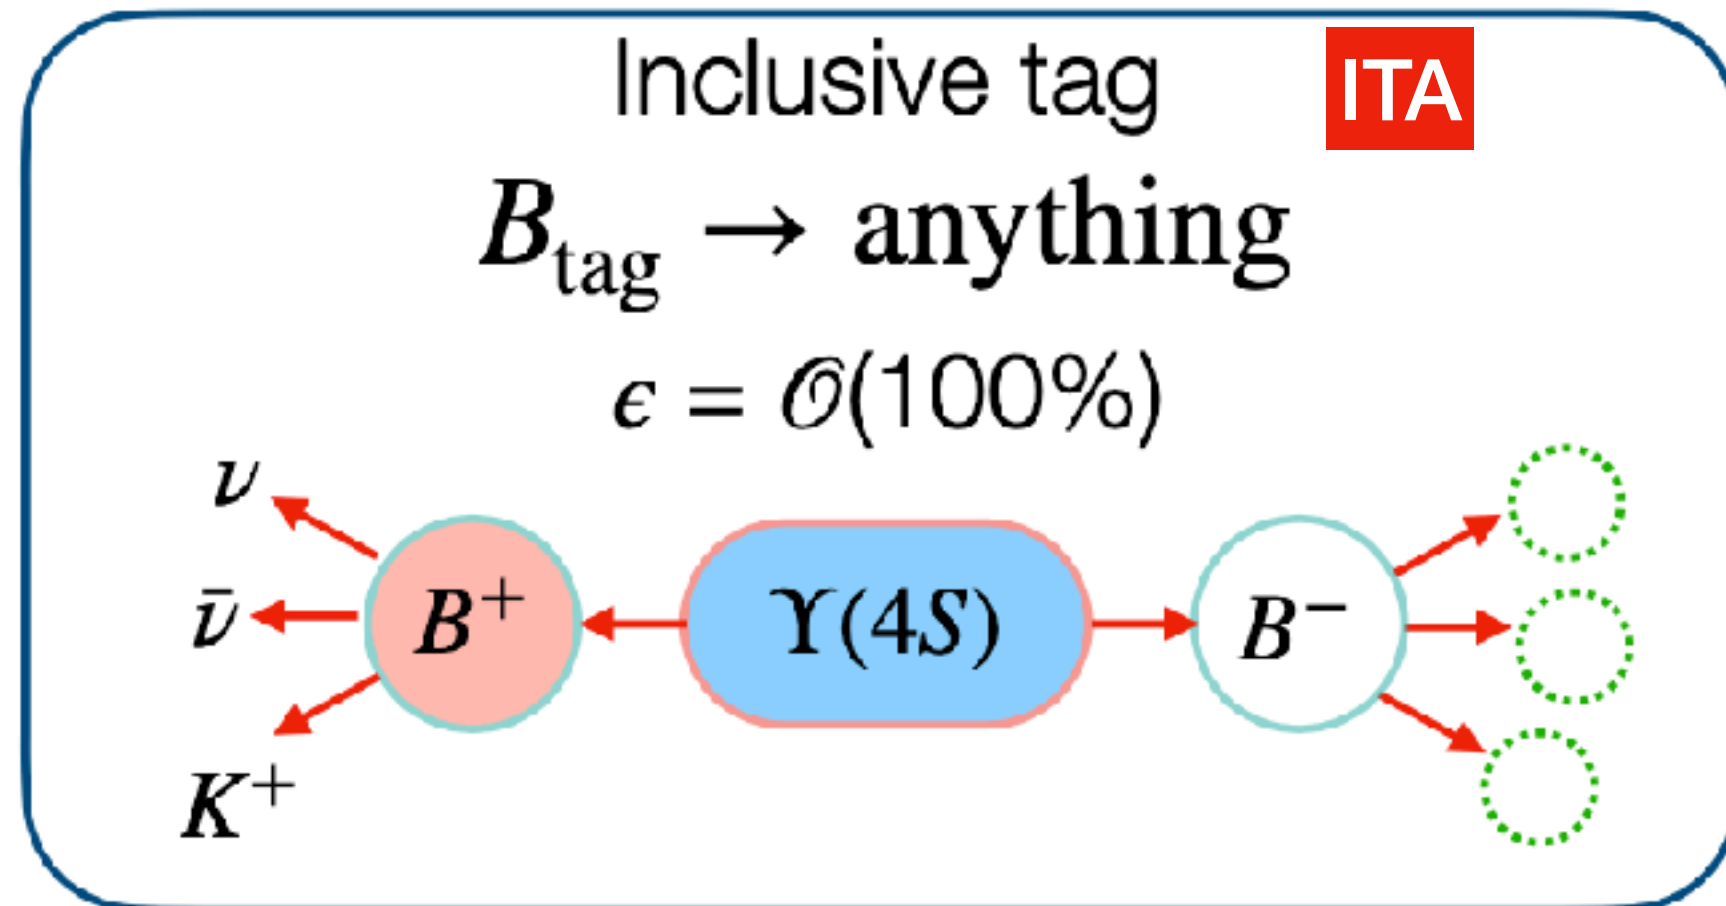 Inclusive tag ITA
B_tag → anything
ϵ = 𝒪(100%)
ν
ν̄ B⁺ ϒ(4S) B⁻
K⁺